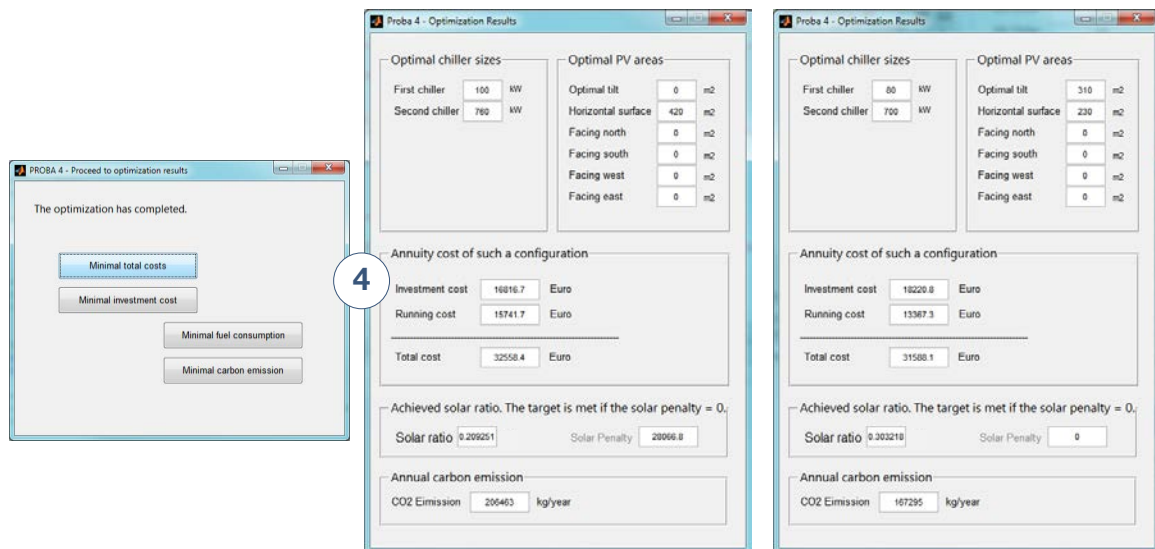 PROBA 4 - Proceed to optimization results
The optimization has completed.
Minimal total costs
Minimal investment cost
Minimal fuel consumption
Minimal carbon emission
4
Proba 4 - Optimization Results
Optimal chiller sizes
First chiller 100 kW
Second chiller 760 kW
Optimal PV areas
Optimal tilt 0 m2
Horizontal surface 420 m2
Facing north 0 m2
Facing south 0 m2
Facing west 0 m2
Facing east 0 m2
Annuity cost of such a configuration
Investment cost 16816.7 Euro
Running cost 15741.7 Euro
Total cost 32558.4 Euro
Achieved solar ratio. The target is met if the solar penalty = 0.
Solar ratio 0.209251 Solar Penalty 28066.8
Annual carbon emission
CO2 Eimission 206463 kg/year
Proba 4 - Optimization Results
Optimal chiller sizes
First chiller 80 kW
Second chiller 700 kW
Optimal PV areas
Optimal tilt 310 m2
Horizontal surface 230 m2
Facing north 0 m2
Facing south 0 m2
Facing west 0 m2
Facing east 0 m2
Annuity cost of such a configuration
Investment cost 18220.8 Euro
Running cost 13367.3 Euro
Total cost 31588.1 Euro
Achieved solar ratio. The target is met if the solar penalty = 0.
Solar ratio 0.303218 Solar Penalty 0
Annual carbon emission
CO2 Eimission 167295 kg/year